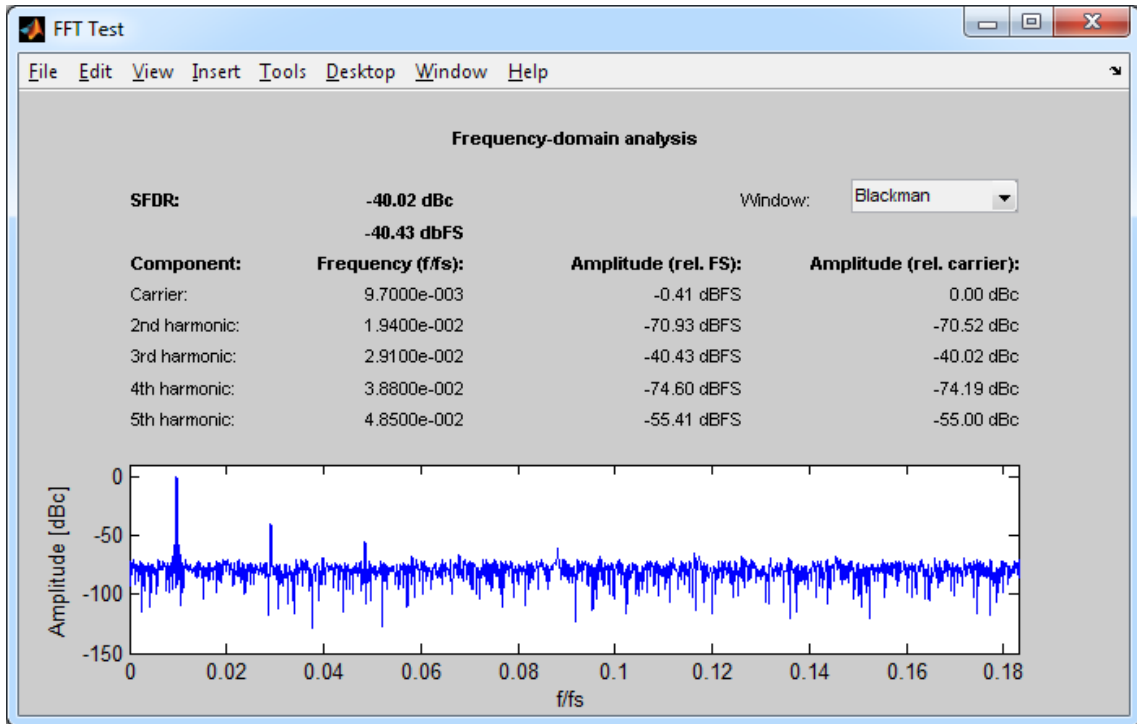 FFT Test
File Edit View Insert Tools Desktop Window Help
Frequency-domain analysis
SFDR: -40.02 dBc Window: Blackman
-40.43 dbFS
Component: Frequency (f/fs): Amplitude (rel. FS): Amplitude (rel. carrier):
Carrier: 9.7000e-003 -0.41 dBFS 0.00 dBc
2nd harmonic: 1.9400e-002 -70.93 dBFS -70.52 dBc
3rd harmonic: 2.9100e-002 -40.43 dBFS -40.02 dBc
4th harmonic: 3.8800e-002 -74.60 dBFS -74.19 dBc
5th harmonic: 4.8500e-002 -55.41 dBFS -55.00 dBc
Amplitude [dBc]
0
-50
-100
-150
0 0.02 0.04 0.06 0.08 0.1 0.12 0.14 0.16 0.18
f/fs